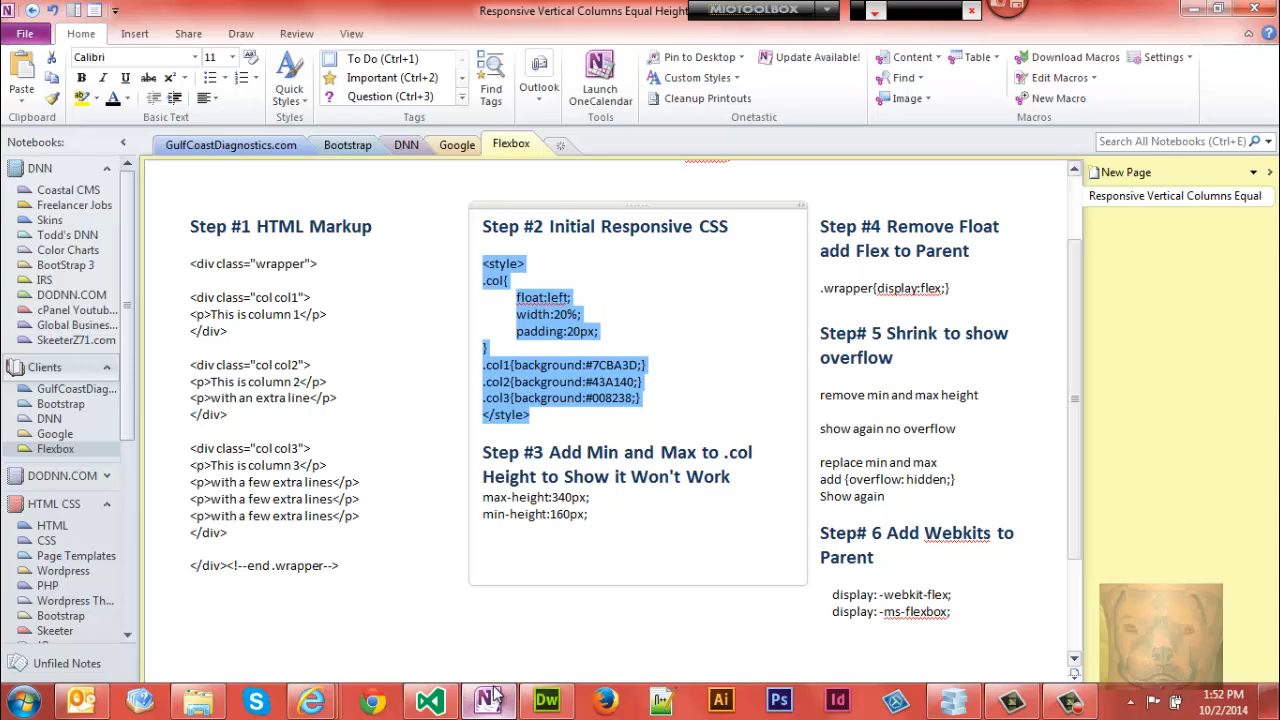 Responsive Vertical Columns Equal Heigh
MIOTOOLBOX
File
Home
Insert
Share
Draw
Review
View
Paste
Clipboard
Calibri
11
Basic Text
Quick
Styles
Styles
To Do (Ctrl+1)
Important (Ctrl+2)
Question (Ctrl+3)
Tags
Find
Tags
Outlook
Launch
OneCalendar
Tools
Pin to Desktop
Update Available!
Custom Styles
Cleanup Printouts
Onetastic
Content
Table
Find
Image
Download Macros
Settings
Edit Macros
New Macro
Macros
Notebooks:
GulfCoastDiagnostics.com
Bootstrap
DNN
Google
Flexbox
Search All Notebooks (Ctrl+E)
DNN
Coastal CMS
Freelancer Jobs
Skins
Todd's DNN
Color Charts
BootStrap 3
IRS
DODNN.COM
cPanel Youtub...
Global Busines...
SkeeterZ71.com
Clients
GulfCoastDiag...
Bootstrap
DNN
Google
Flexbox
DODNN.COM
HTML CSS
HTML
CSS
Page Templates
Wordpress
PHP
Wordpress Th...
Bootstrap
Skeeter
Unfiled Notes
Step #1 HTML Markup
<div class="wrapper">
<div class="col col1">
<p>This is column 1</p>
</div>
<div class="col col2">
<p>This is column 2</p>
<p>with an extra line</p>
</div>
<div class="col col3">
<p>This is column 3</p>
<p>with a few extra lines</p>
<p>with a few extra lines</p>
<p>with a few extra lines</p>
</div>
</div><!--end .wrapper-->
Step #2 Initial Responsive CSS
<style>
.col{
float:left;
width:20%;
padding:20px;
}
.col1{background:#7CBA3D;}
.col2{background:#43A140;}
.col3{background:#008238;}
</style>
Step #3 Add Min and Max to .col
Height to Show it Won't Work
max-height:340px;
min-height:160px;
Step #4 Remove Float
add Flex to Parent
.wrapper{display:flex;}
Step# 5 Shrink to show
overflow
remove min and max height
show again no overflow
replace min and max
add {overflow: hidden;}
Show again
Step# 6 Add Webkits to
Parent
display: -webkit-flex;
display: -ms-flexbox;
New Page
Responsive Vertical Columns Equal
Dw
Ai
Ps
Id
1:52 PM
10/2/2014